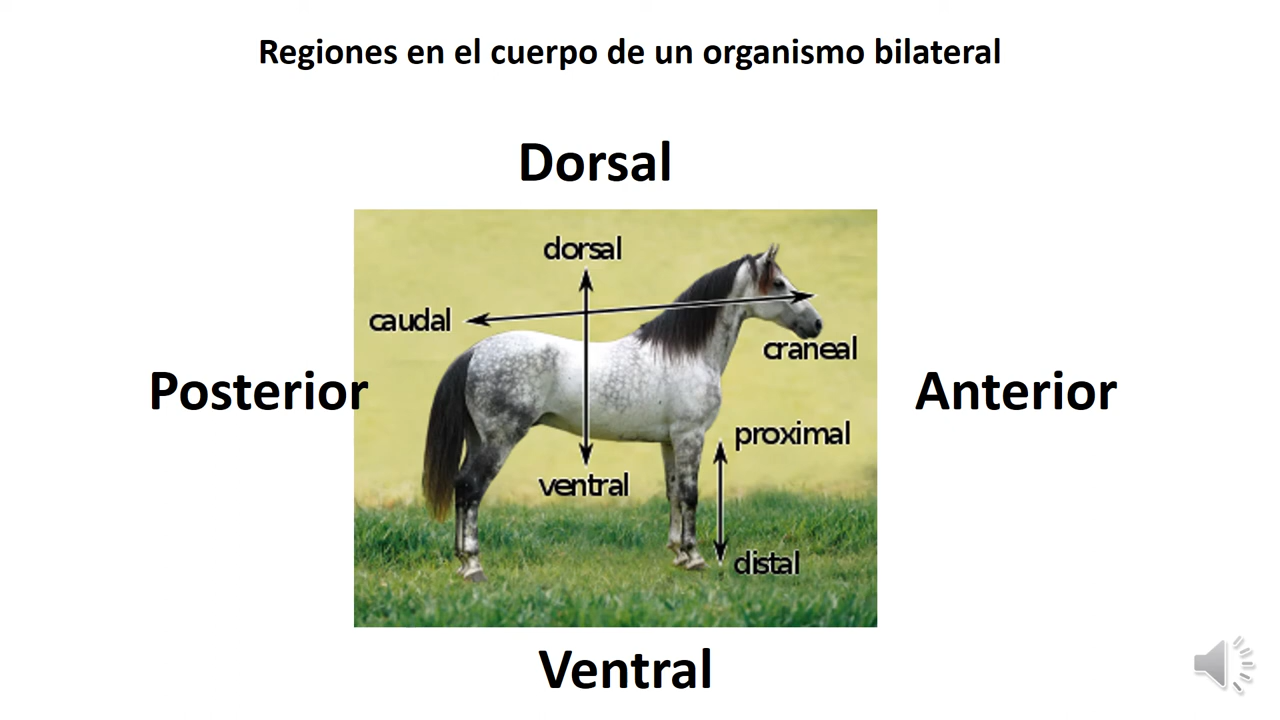 Regiones en el cuerpo de un organismo bilateral
Dorsal
dorsal
caudal
craneal
Posterior
Anterior
proximal
ventral
distal
Ventral